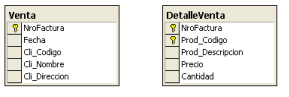 Venta
NroFactura
Fecha
Cli_Codigo
Cli_Nombre
Cli_Direccion
DetalleVenta
NroFactura
Prod_Codigo
Prod_Descripcion
Precio
Cantidad